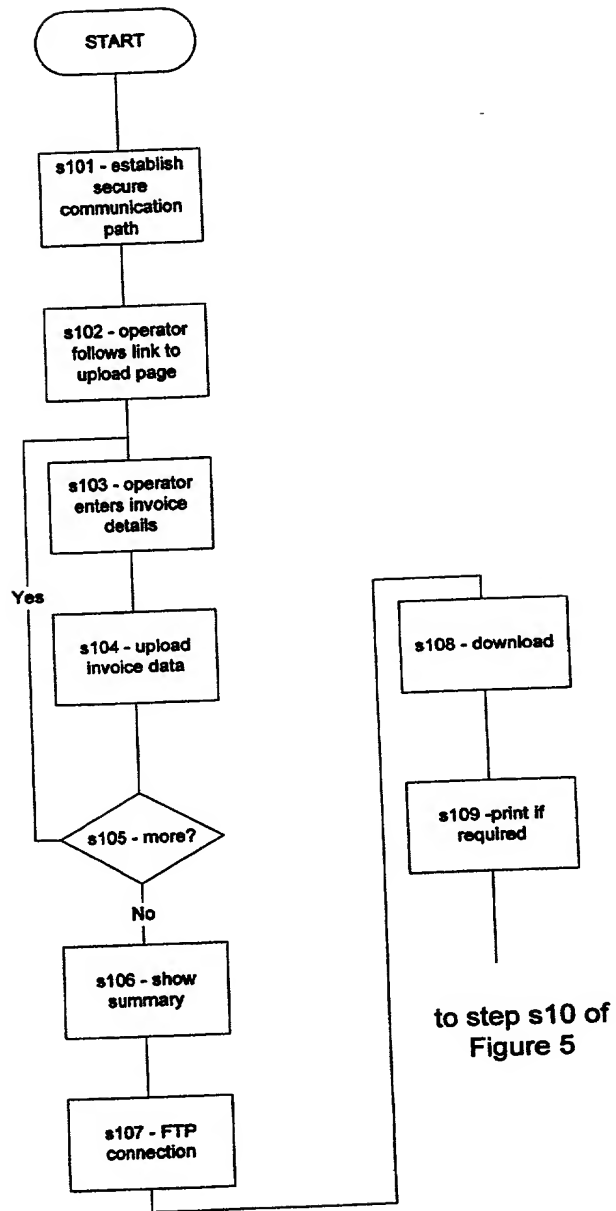 START
s101 - establish
secure
communication
path
s102 - operator
follows link to
upload page
s103 - operator
enters invoice
details
Yes
s104 - upload
invoice data
s105 - more?
No
s106 - show
summary
s107 - FTP
connection
s108 - download
s109 -print if
required
to step s10 of
Figure 5